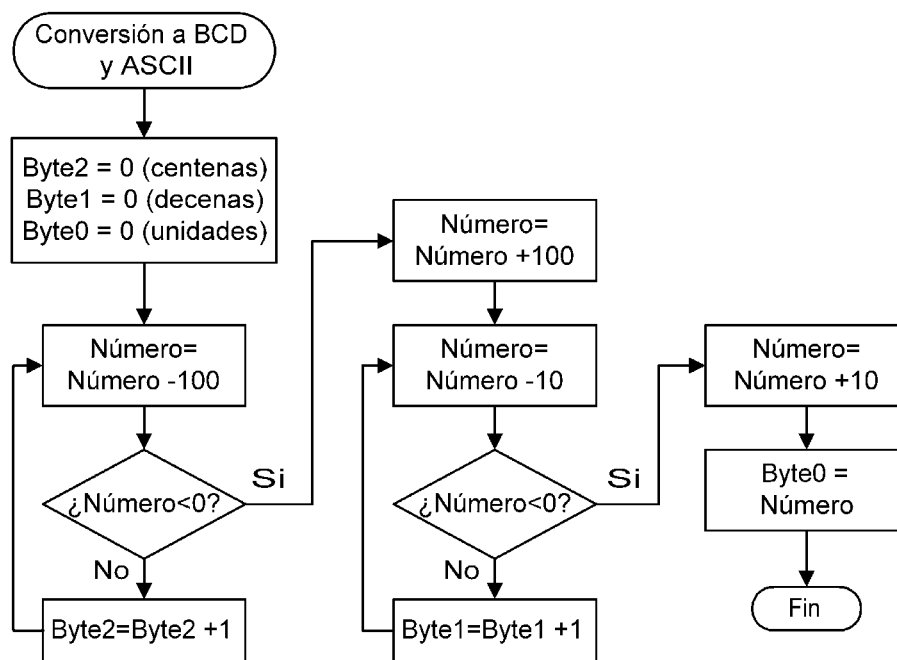 Conversión a BCD
y ASCII
Byte2 = 0 (centenas)
Byte1 = 0 (decenas)
Byte0 = 0 (unidades)
Número=
Número -100
¿Número<0?
Si
No
Byte2=Byte2 +1
Número=
Número +100
Número=
Número -10
¿Número<0?
Si
No
Byte1=Byte1 +1
Número=
Número +10
Byte0 =
Número
Fin